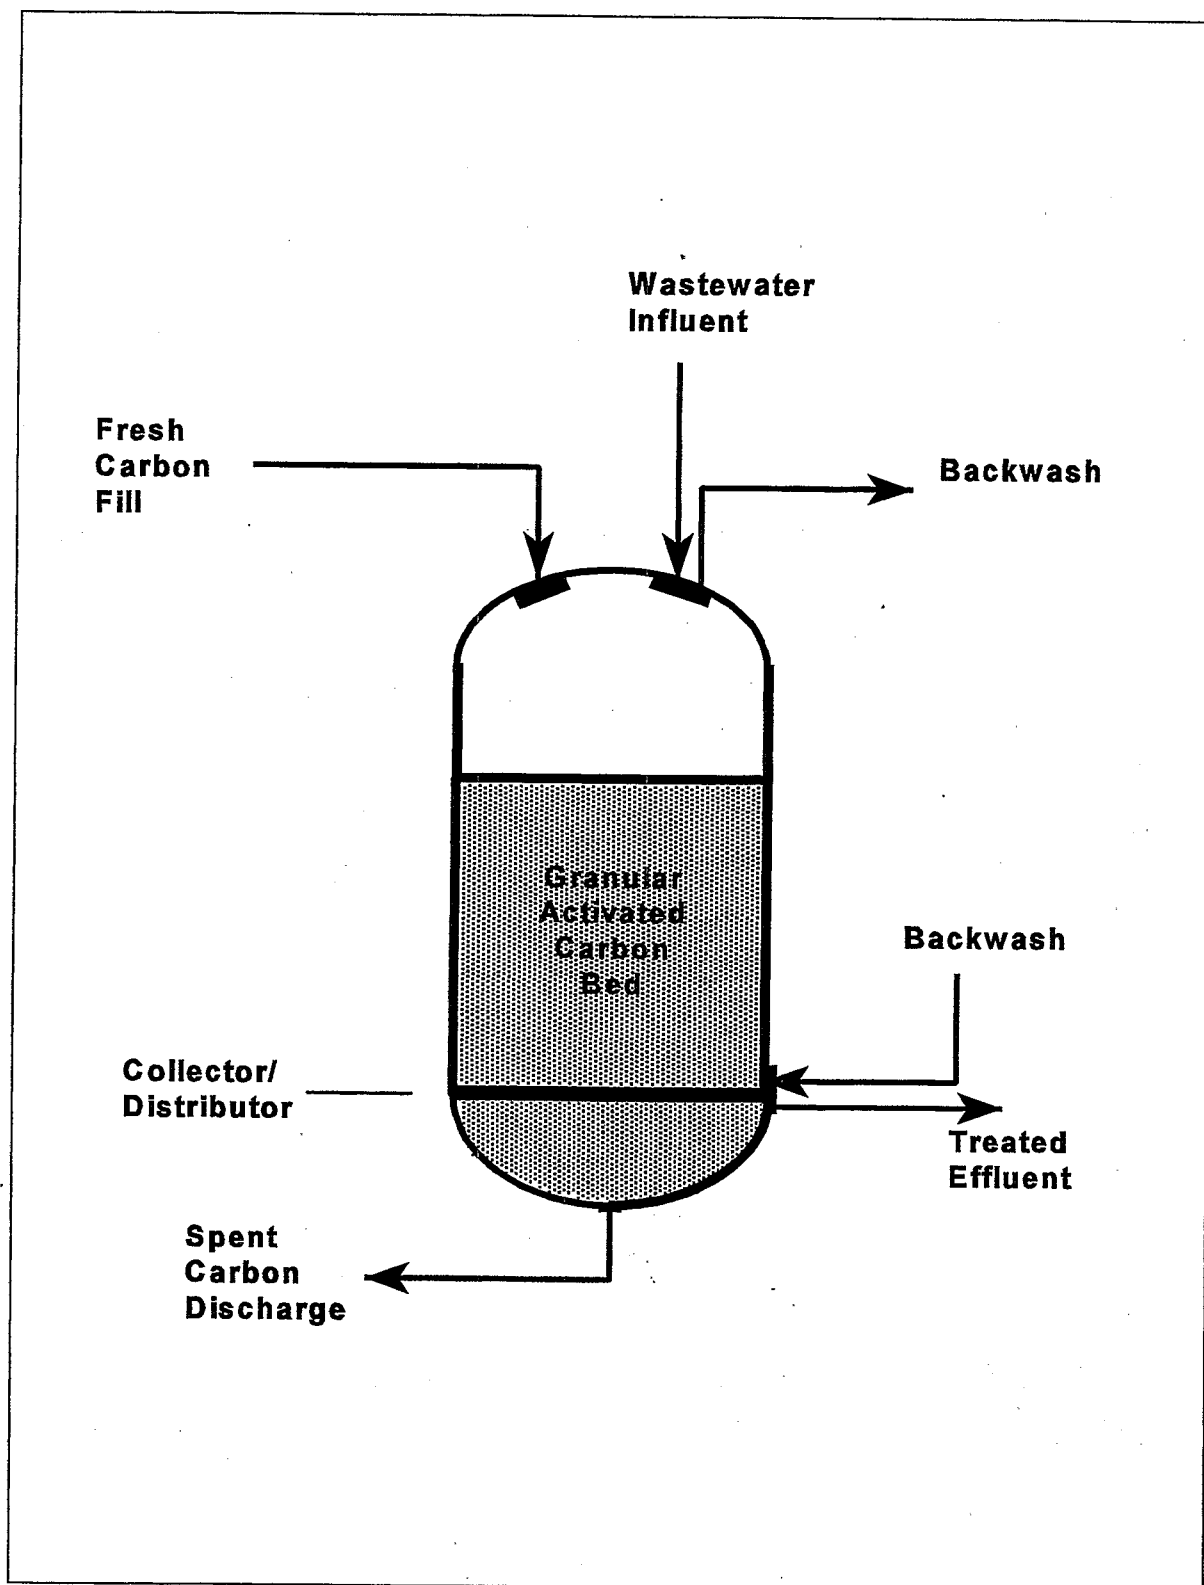 Wastewater
Influent
Fresh
Carbon
Fill
Backwash
Granular
Activated
Carbon
Bed
Backwash
Collector/
Distributor
Treated
Effluent
Spent
Carbon
Discharge